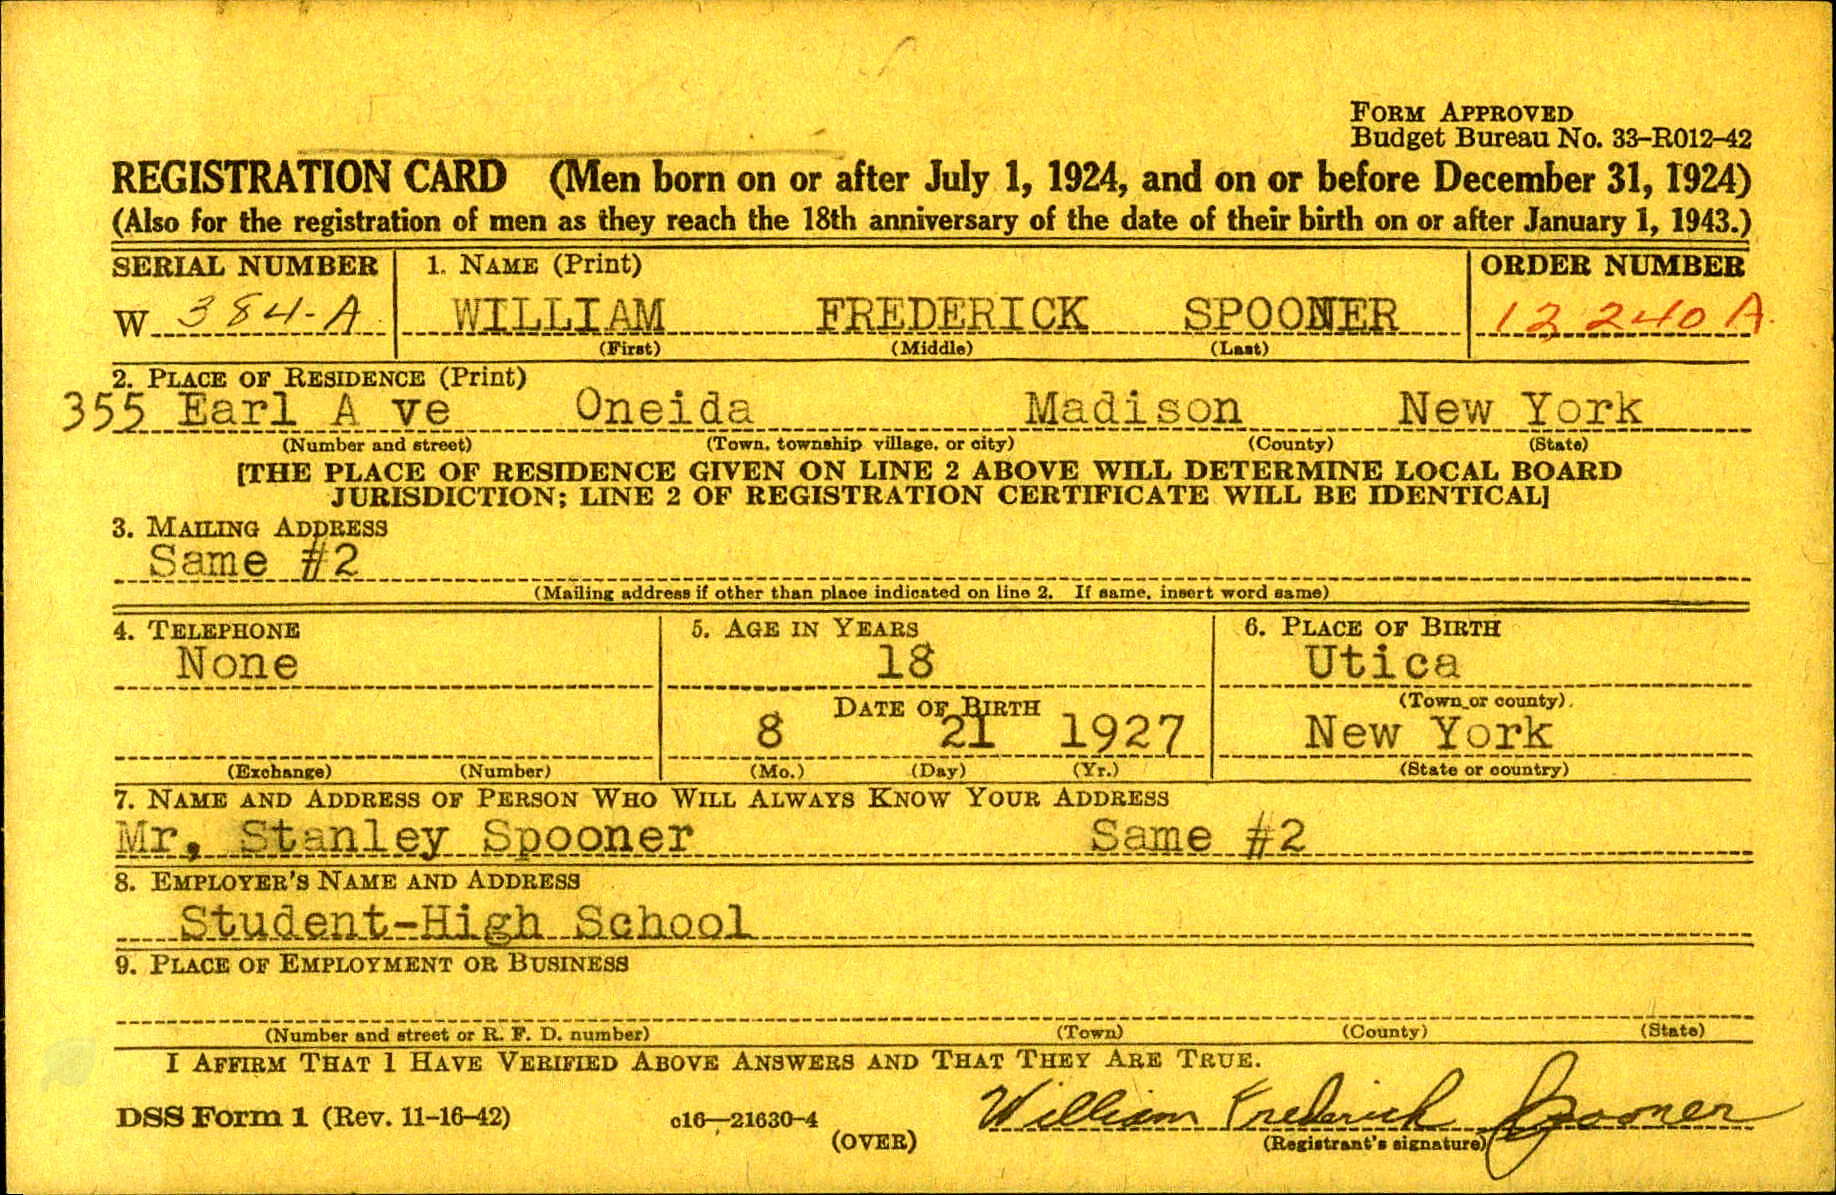 FORM APPROVED
Budget Bureau No. 33-R012-42
REGISTRATION CARD (Men born on or after July 1, 1924, and on or before December 31, 1924)
(Also for the registration of men as they reach the 18th anniversary of the date of their birth on or after January 1, 1943.)
SERIAL NUMBER 1. NAME (Print) ORDER NUMBER
W 384-A WILLIAM FREDERICK SPOONER 12 240 A
(First) (Middle) (Last)
2. PLACE OF RESIDENCE (Print)
355 Earl A ve Oneida Madison New York
(Number and street) (Town, township village, or city) (County) (State)
[THE PLACE OF RESIDENCE GIVEN ON LINE 2 ABOVE WILL DETERMINE LOCAL BOARD
JURISDICTION; LINE 2 OF REGISTRATION CERTIFICATE WILL BE IDENTICAL]
3. MAILING ADDRESS
Same #2
(Mailing address if other than place indicated on line 2. If same, insert word same)
4. TELEPHONE 5. AGE IN YEARS 6. PLACE OF BIRTH
None 18 Utica
DATE OF BIRTH (Town or county)
8 21 1927 New York
(Exchange) (Number) (Mo.) (Day) (Yr.) (State or country)
7. NAME AND ADDRESS OF PERSON WHO WILL ALWAYS KNOW YOUR ADDRESS
Mr, Stanley Spooner Same #2
8. EMPLOYER'S NAME AND ADDRESS
Student-High School
9. PLACE OF EMPLOYMENT OR BUSINESS
(Number and street or R. F. D. number) (Town) (County) (State)
I AFFIRM THAT I HAVE VERIFIED ABOVE ANSWERS AND THAT THEY ARE TRUE.
DSS Form 1 (Rev. 11-16-42) c16—21630-4 William Frederick Spooner
(OVER) (Registrant's signature)